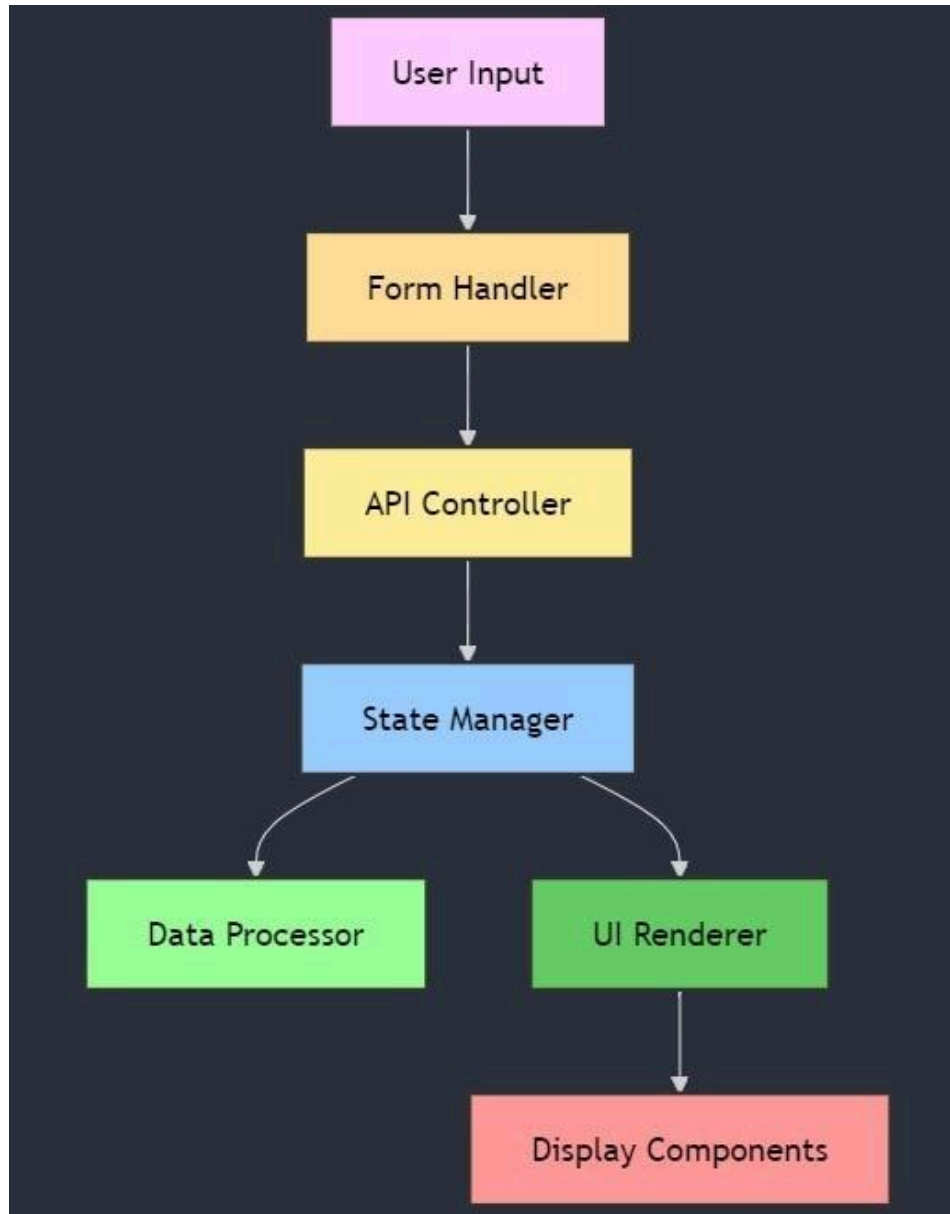 User Input
Form Handler
API Controller
State Manager
Data Processor
UI Renderer
Display Components